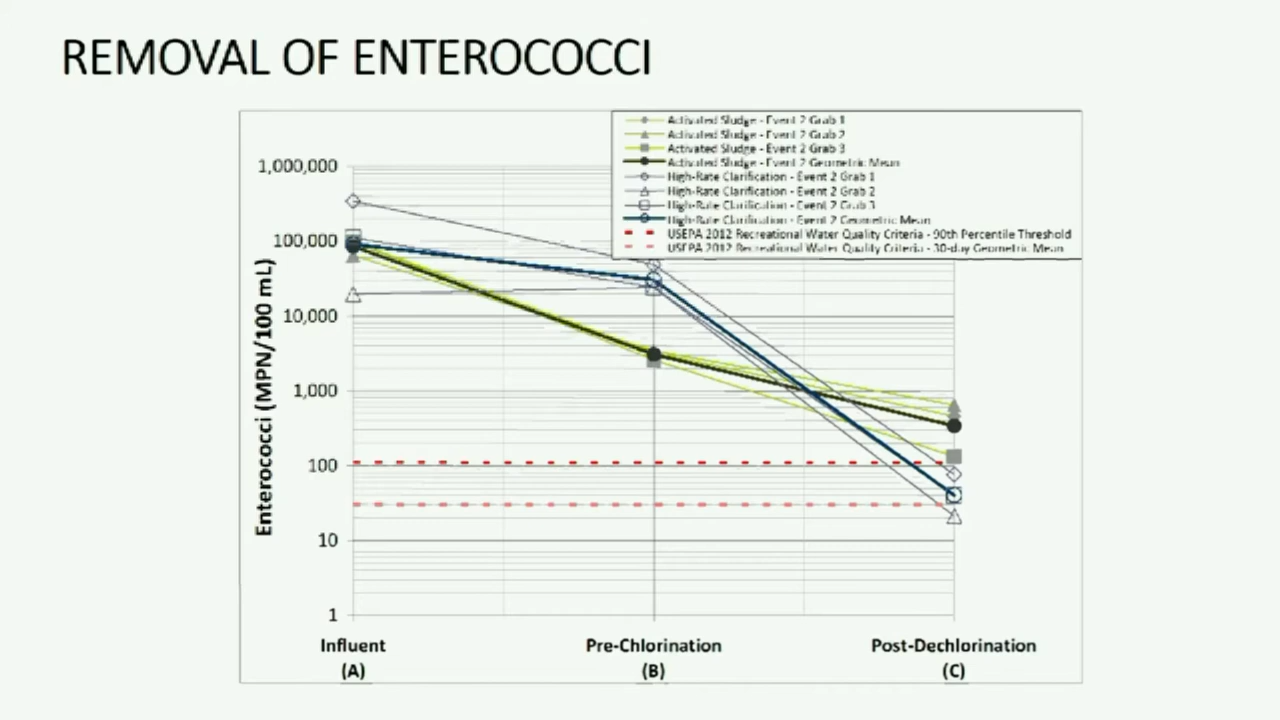 REMOVAL OF ENTEROCOCCI
Activated Sludge - Event 2 Grab 1
Activated Sludge - Event 2 Grab 2
Activated Sludge - Event 2 Grab 3
Activated Sludge - Event 2 Geometric Mean
High-Rate Clarification - Event 2 Grab 1
High-Rate Clarification - Event 2 Grab 2
High-Rate Clarification - Event 2 Grab 3
High-Rate Clarification - Event 2 Geometric Mean
USEPA 2012 Recreational Water Quality Criteria - 90th Percentile Threshold
USEPA 2012 Recreational Water Quality Criteria - 30-day Geometric Mean
Enterococci (MPN/100 mL)
1,000,000
100,000
10,000
1,000
100
10
1
Influent
(A)
Pre-Chlorination
(B)
Post-Dechlorination
(C)